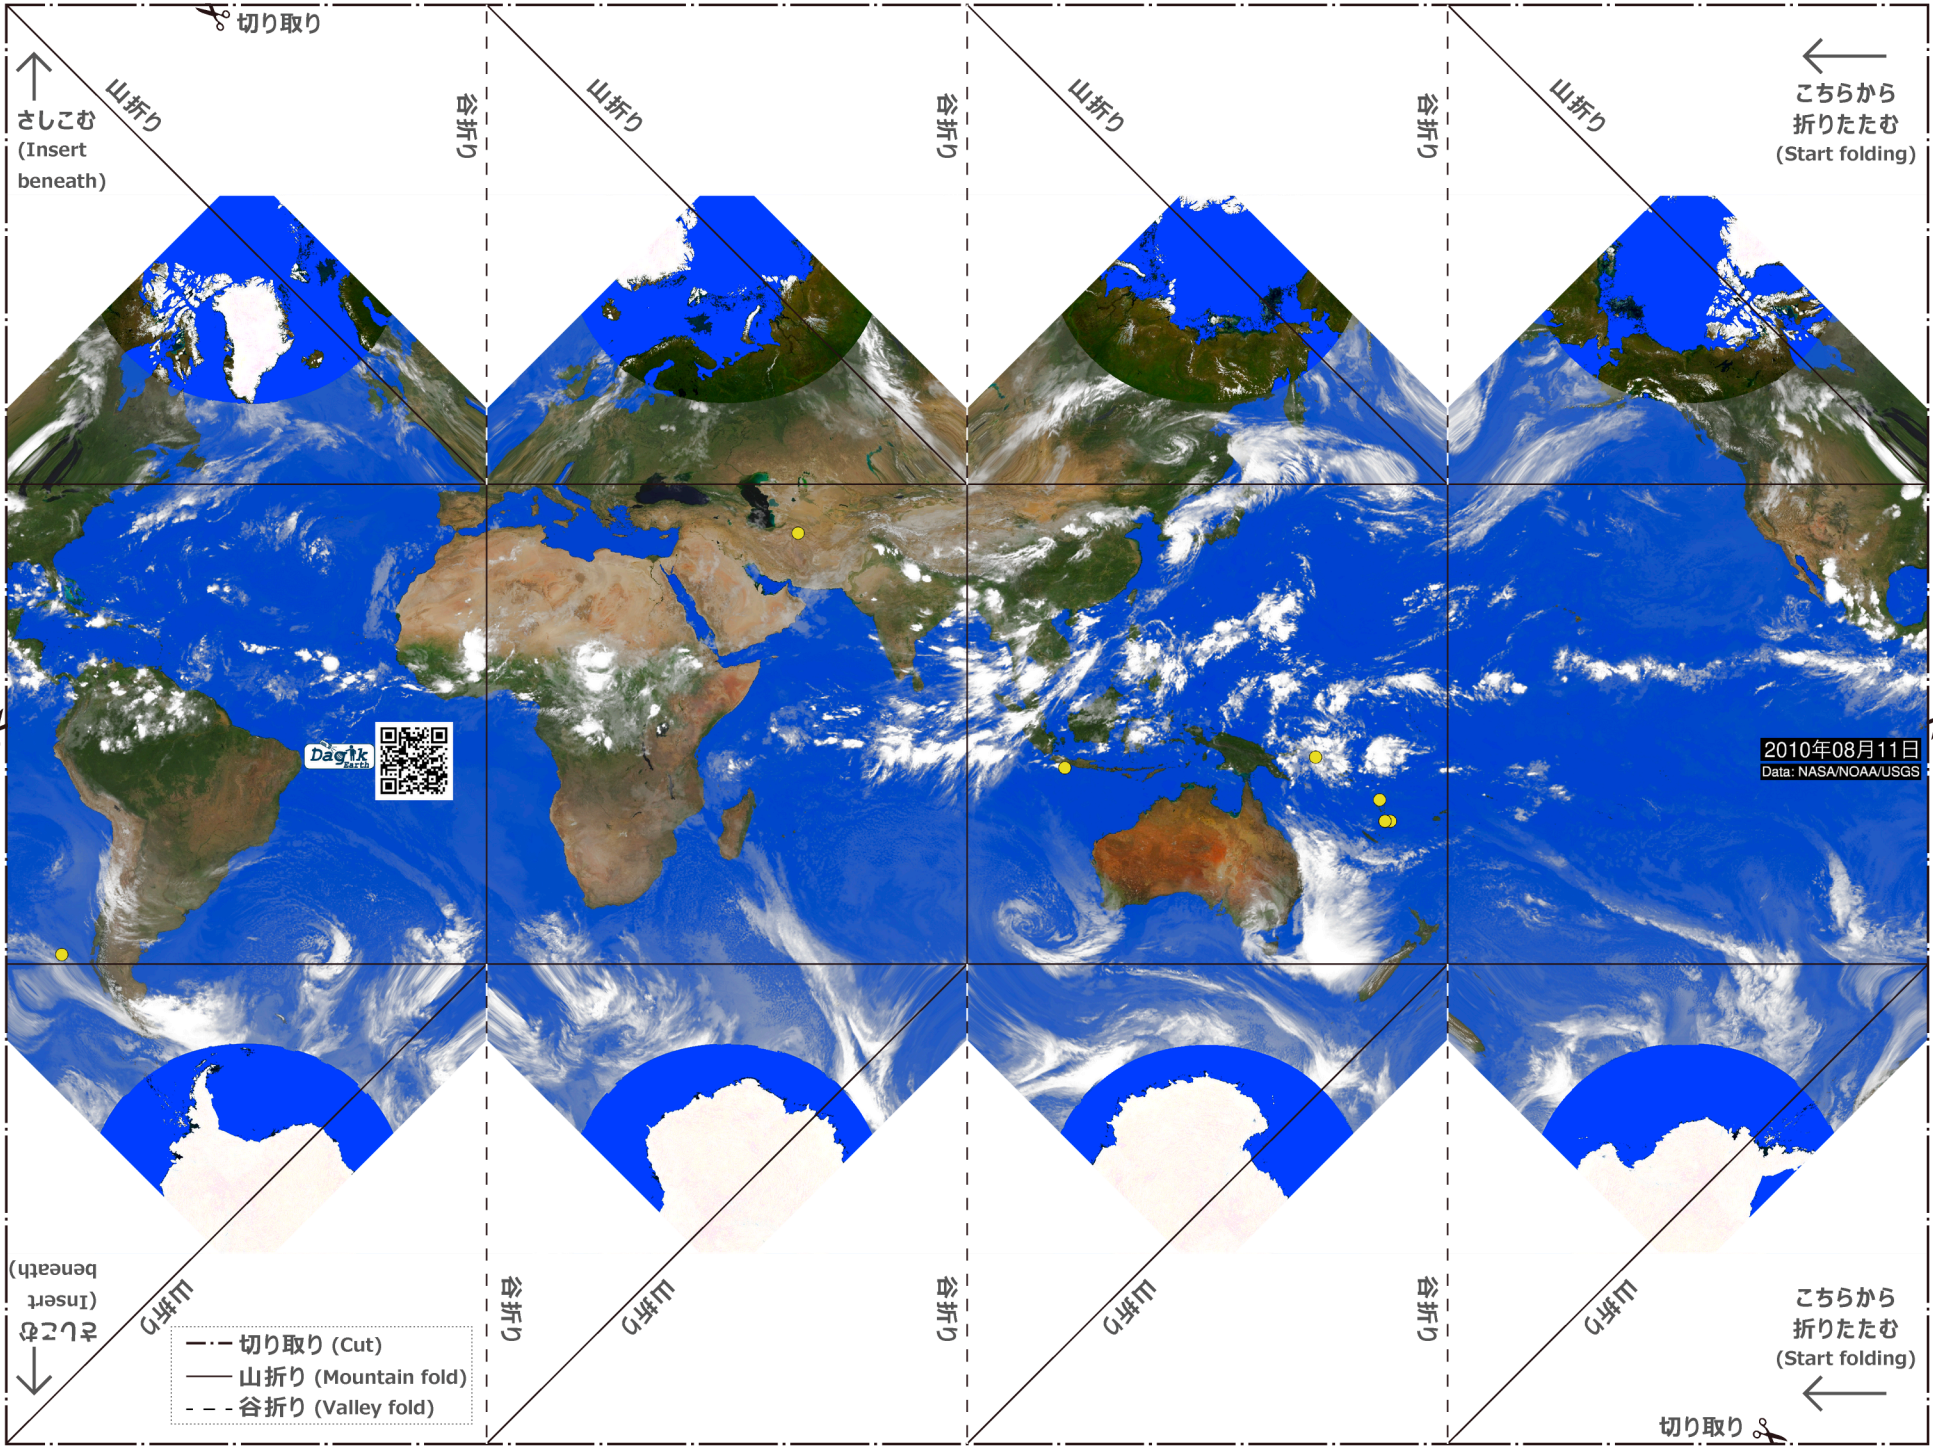 切り取り
山折り
谷折り
山折り
谷折り
山折り
谷折り
山折り
さしこむ
(Insert
beneath)
こちらから
折りたたむ
(Start folding)
Dagik
Earth
2010年08月11日
Data: NASA/NOAA/USGS
さしこむ
(Insert
beneath)
山折り
谷折り
山折り
谷折り
山折り
谷折り
山折り
切り取り (Cut)
山折り (Mountain fold)
谷折り (Valley fold)
こちらから
折りたたむ
(Start folding)
切り取り